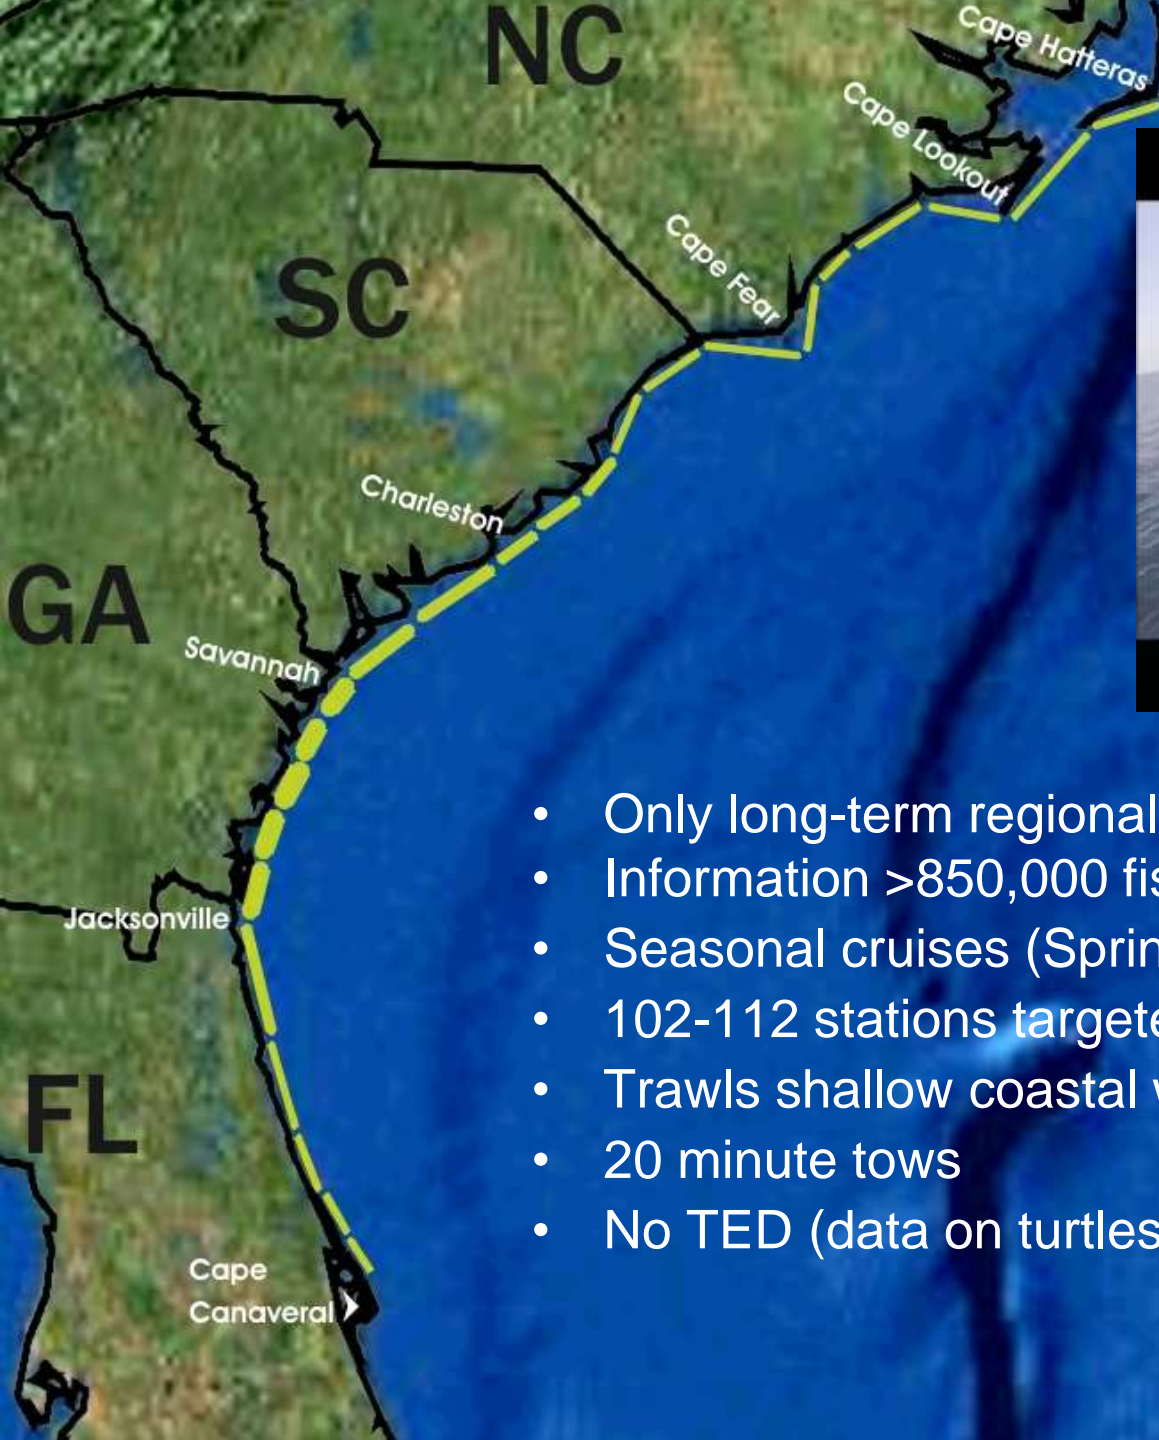 NC
Cape Hatteras
Cape Lookout
SC
Cape Fear
Charleston
GA
Savannah
• Only long-term regional
• Information >850,000
• Seasonal cruises
Jacksonville
• 102-112 stations
• Trawls shallow coastal
FL
• 20 minute tows
• No TED (data on turtles
Cape
Canaveral